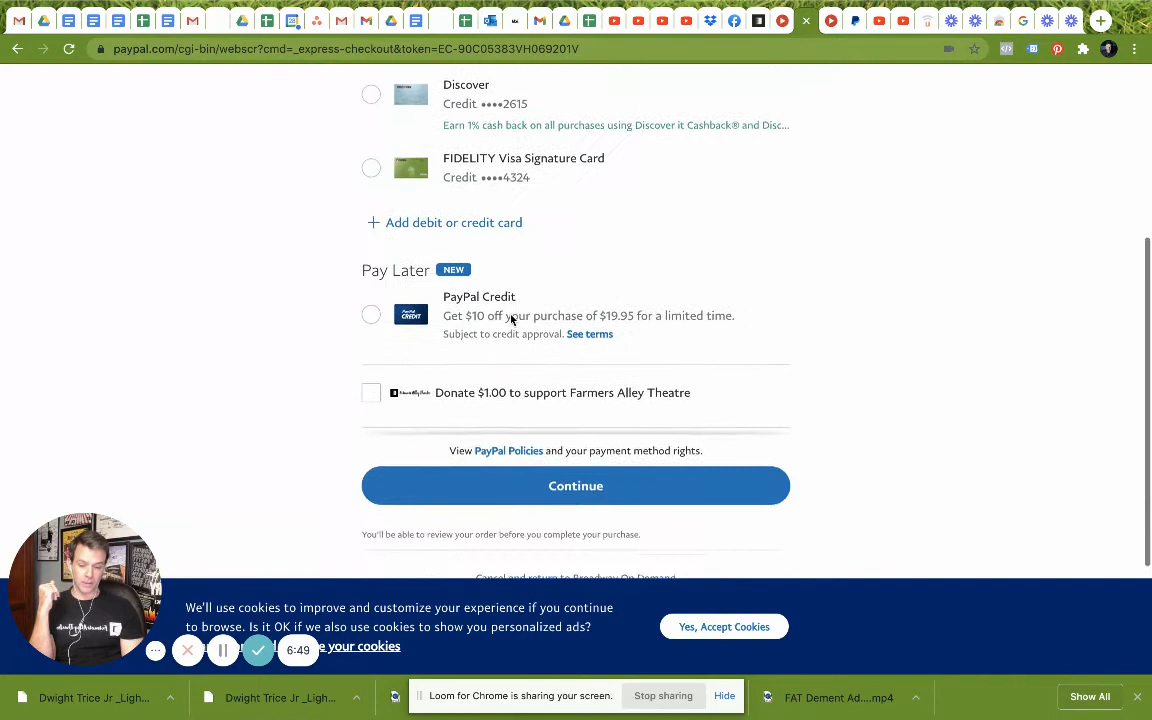 paypal.com/cgi-bin/webscr?cmd=_express-checkout&token=EC-90C05383VH069201V
Discover
Credit ••••2615
Earn 1% cash back on all purchases using Discover it Cashback® and Disc...
FIDELITY Visa Signature Card
Credit ••••4324
+ Add debit or credit card
Pay Later NEW
PayPal Credit
Get $10 off your purchase of $19.95 for a limited time.
Subject to credit approval. See terms
Donate $1.00 to support Farmers Alley Theatre
View PayPal Policies and your payment method rights.
Continue
You'll be able to review your order before you complete your purchase.
Cancel and return to Broadway On Demand
We'll use cookies to improve and customize your experience if you continue
to browse. Is it OK if we also use cookies to show you personalized ads?
your cookies
Yes, Accept Cookies
6:49
Dwight Trice Jr _Ligh...
Dwight Trice Jr _Ligh...
Loom for Chrome is sharing your screen.
Stop sharing
Hide
FAT Dement Ad....mp4
Show All